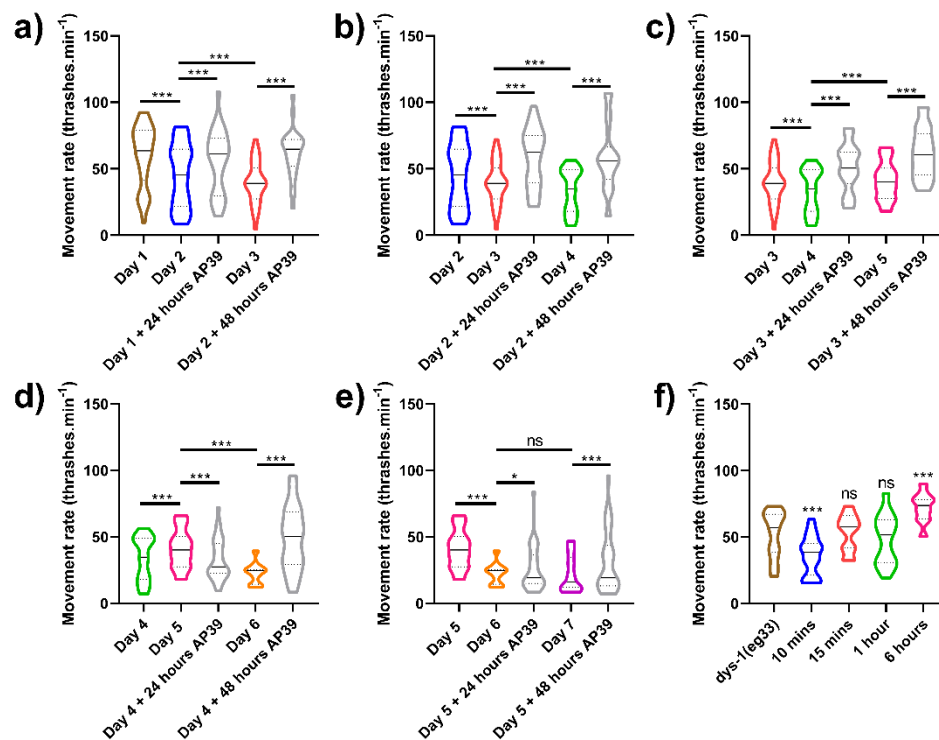 a)
Movement rate (thrashes.min⁻¹)
150
100
50
0
***
***
***
***
Day 1
Day 2
Day 1 + 24 hours AP39
Day 3
Day 2 + 48 hours AP39
b)
Movement rate (thrashes.min⁻¹)
150
100
50
0
***
***
***
***
Day 2
Day 3
Day 2 + 24 hours AP39
Day 4
Day 2 + 48 hours AP39
c)
Movement rate (thrashes.min⁻¹)
150
100
50
0
***
***
***
***
Day 3
Day 4
Day 3 + 24 hours AP39
Day 5
Day 3 + 48 hours AP39
d)
Movement rate (thrashes.min⁻¹)
150
100
50
0
***
***
***
***
Day 4
Day 5
Day 4 + 24 hours AP39
Day 6
Day 4 + 48 hours AP39
e)
Movement rate (thrashes.min⁻¹)
150
100
50
0
ns
***
*
***
Day 5
Day 6
Day 5 + 24 hours AP39
Day 7
Day 5 + 48 hours AP39
f)
Movement rate (thrashes.min⁻¹)
150
100
50
0
***
ns
ns
***
dys-1(eg33)
10 mins
15 mins
1 hour
6 hours